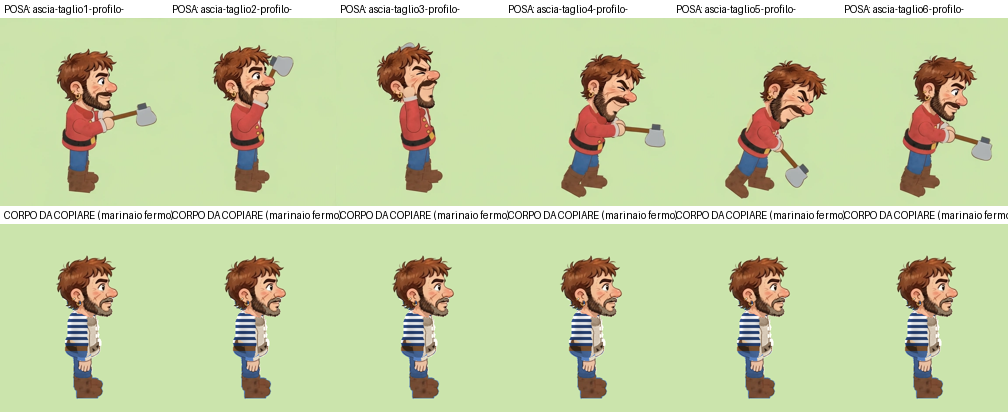 POSA: ascia-taglio1-profilo-
POSA: ascia-taglio2-profilo-
POSA: ascia-taglio3-profilo-
POSA: ascia-taglio4-profilo-
POSA: ascia-taglio5-profilo-
POSA: ascia-taglio6-profilo-
CORPO DA COPIARE (marinaio fermo)
CORPO DA COPIARE (marinaio fermo)
CORPO DA COPIARE (marinaio fermo)
CORPO DA COPIARE (marinaio fermo)
CORPO DA COPIARE (marinaio fermo)
CORPO DA COPIARE (marinaio fermo